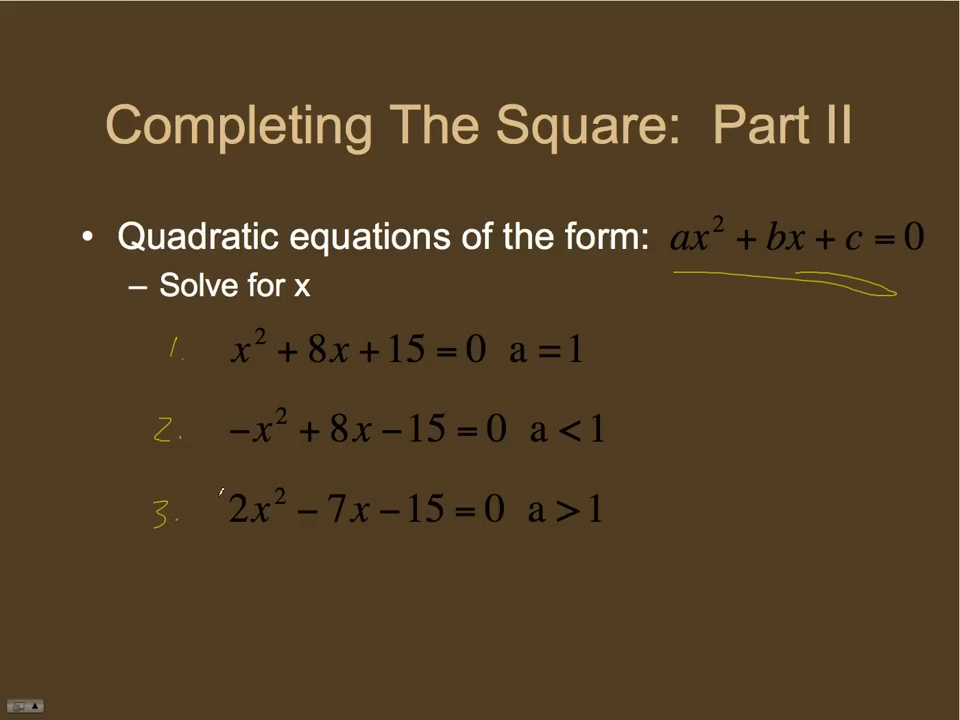 Completing The Square: Part II
• Quadratic equations of the form: ax² + bx + c = 0
– Solve for x
1. x² + 8x + 15 = 0 a = 1
2. −x² + 8x − 15 = 0 a < 1
3. 2x² − 7x − 15 = 0 a > 1